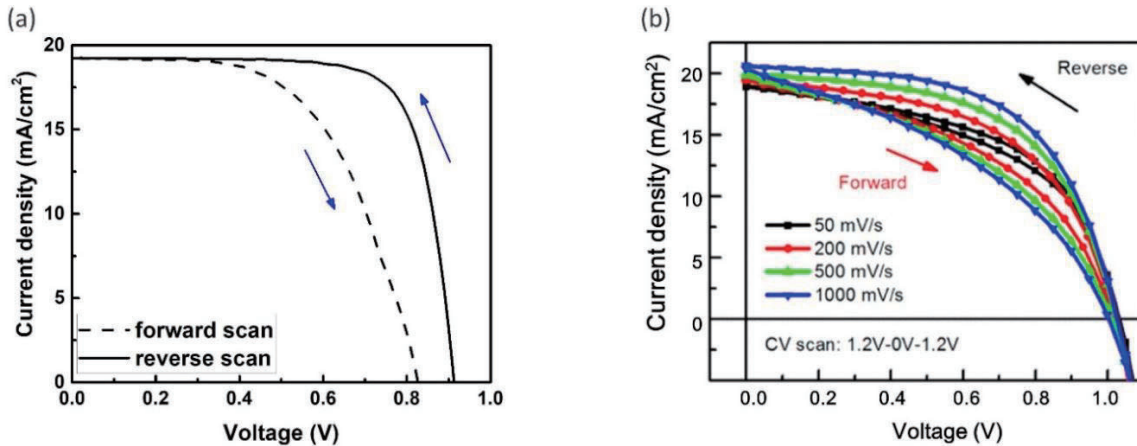 (a)
20
15
10
5
0
0.0 0.2 0.4 0.6 0.8 1.0
Current density (mA/cm²)
Voltage (V)
forward scan
reverse scan
(b)
20
15
10
5
0
0.0 0.2 0.4 0.6 0.8 1.0
Current density (mA/cm²)
Voltage (V)
Reverse
Forward
50 mV/s
200 mV/s
500 mV/s
1000 mV/s
CV scan: 1.2V-0V-1.2V